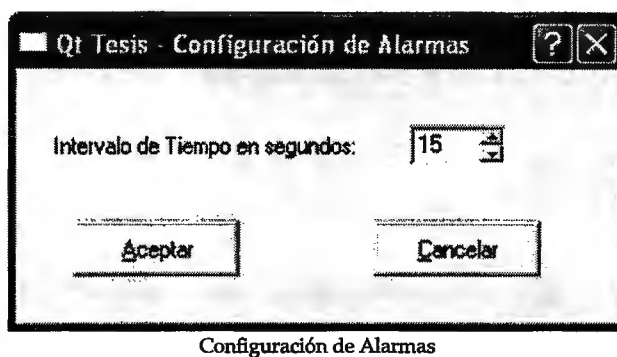 Qt Tesis - Configuración de Alarmas
Intervalo de Tiempo en segundos: 15
Aceptar Cancelar
Configuración de Alarmas